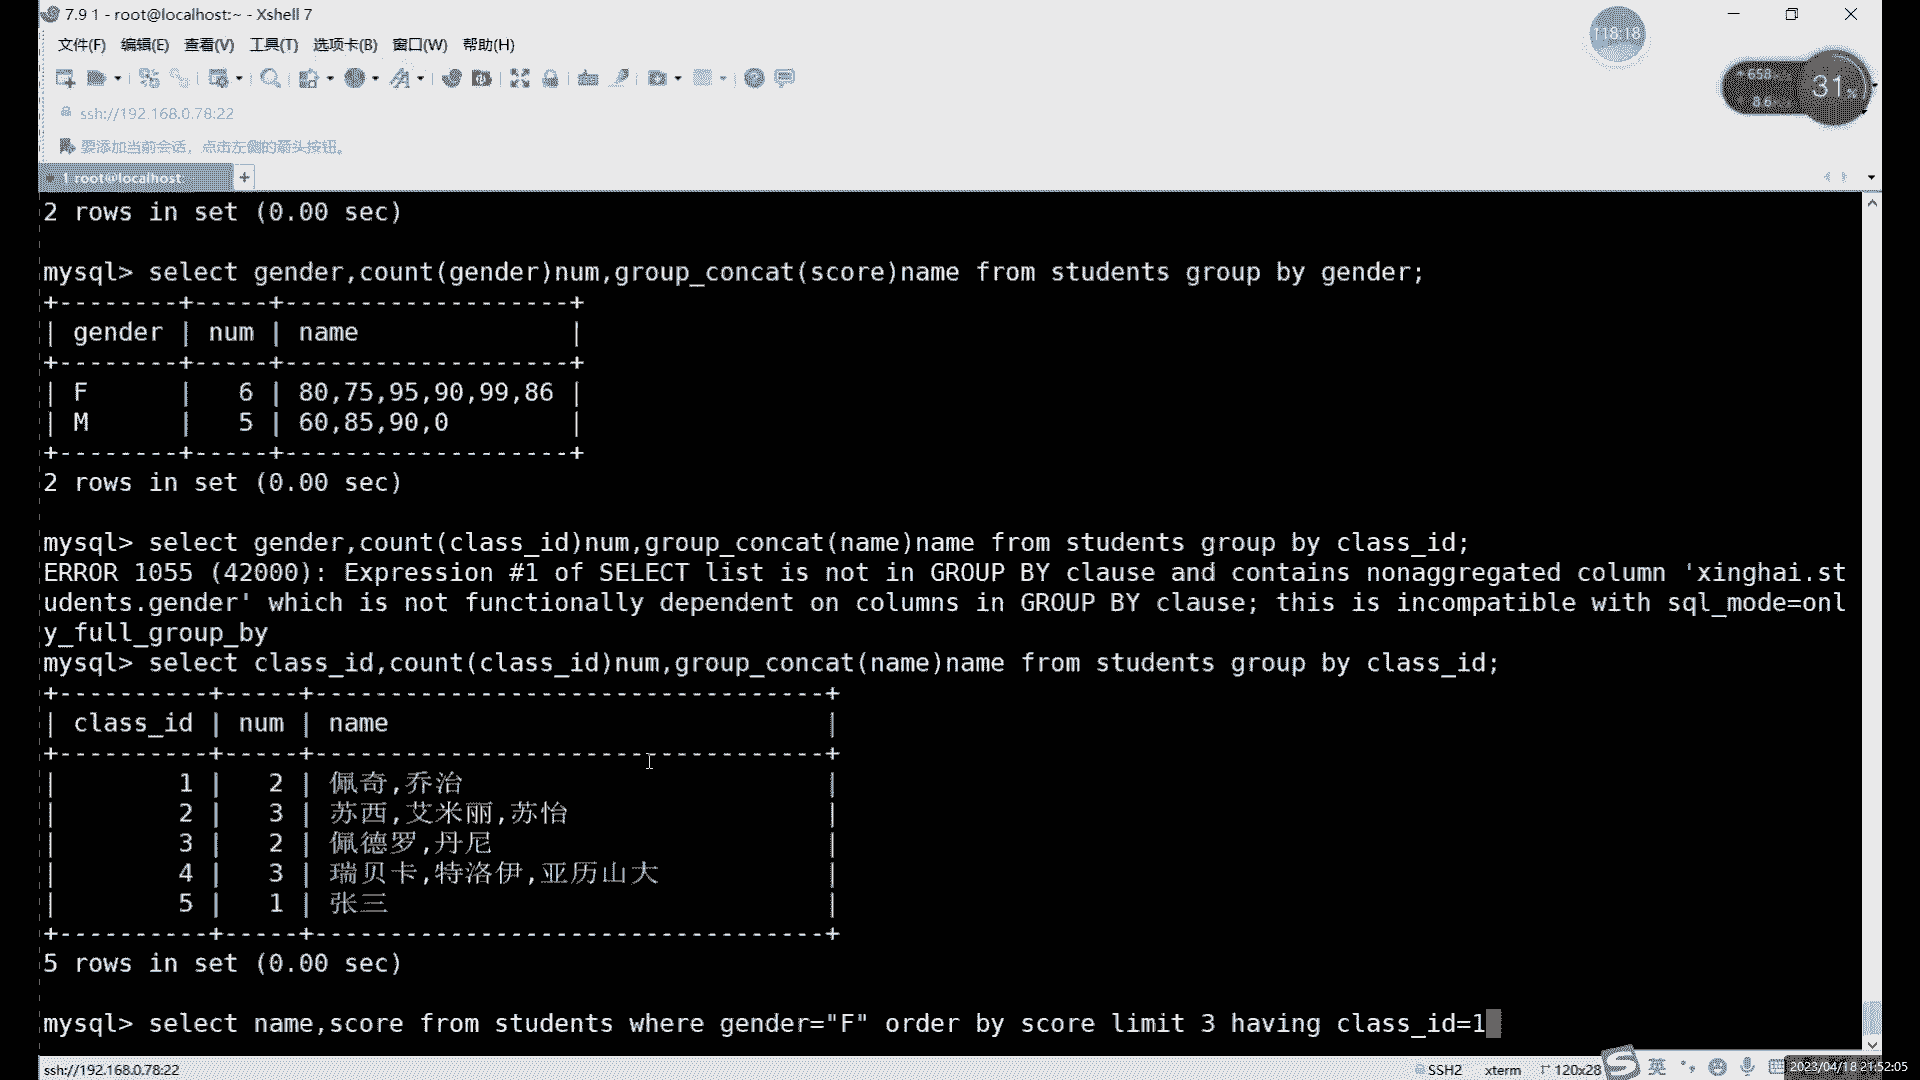 7.9 1 - root@localhost:~ - Xshell 7
文件(F) 编辑(E) 查看(V) 工具(T) 选项卡(B) 窗口(W) 帮助(H)
118:18
658
8.6
31%
ssh://192.168.0.78:22
要添加当前会话，点击左侧的箭头按钮。
1 root@localhost:
2 rows in set (0.00 sec)
mysql> select gender,count(gender)num,group_concat(score)name from students group by gender;
+--------+-----+-------------------+
| gender | num | name              |
+--------+-----+-------------------+
| F      |   6 | 80,75,95,90,99,86 |
| M      |   5 | 60,85,90,0        |
+--------+-----+-------------------+
2 rows in set (0.00 sec)
mysql> select gender,count(class_id)num,group_concat(name)name from students group by class_id;
ERROR 1055 (42000): Expression #1 of SELECT list is not in GROUP BY clause and contains nonaggregated column 'xinghai.st
udents.gender' which is not functionally dependent on columns in GROUP BY clause; this is incompatible with sql_mode=onl
y_full_group_by
mysql> select class_id,count(class_id)num,group_concat(name)name from students group by class_id;
+----------+-----+----------------------------------+
| class_id | num | name                             |
+----------+-----+----------------------------------+
|        1 |   2 | 佩奇,乔治                         |
|        2 |   3 | 苏西,艾米丽,苏怡                   |
|        3 |   2 | 佩德罗,丹尼                       |
|        4 |   3 | 瑞贝卡,特洛伊,亚历山大              |
|        5 |   1 | 张三                             |
+----------+-----+----------------------------------+
5 rows in set (0.00 sec)
mysql> select name,score from students where gender="F" order by score limit 3 having class_id=1
ssh://192.168.0.78:22 SSH2 xterm 120x28 英 2023/04/18 21:52:05